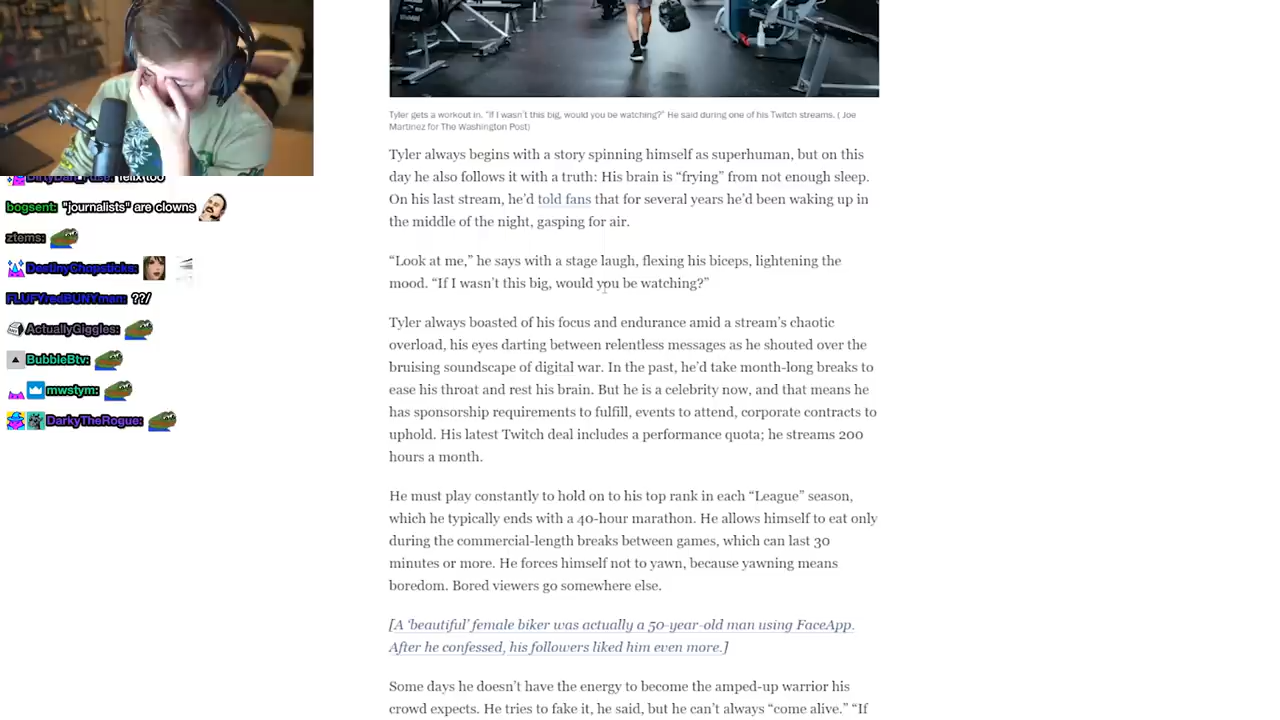 Tyler gets a workout in. "If I wasn't this big, would you be watching?" He said during one of his Twitch streams. ( Joe
Martinez for The Washington Post)
Tyler always begins with a story spinning himself as superhuman, but on this
day he also follows it with a truth: His brain is “frying” from not enough sleep.
On his last stream, he’d told fans that for several years he’d been waking up in
the middle of the night, gasping for air.
“Look at me,” he says with a stage laugh, flexing his biceps, lightening the
mood. “If I wasn’t this big, would you be watching?”
Tyler always boasted of his focus and endurance amid a stream’s chaotic
overload, his eyes darting between relentless messages as he shouted over the
bruising soundscape of digital war. In the past, he’d take month-long breaks to
ease his throat and rest his brain. But he is a celebrity now, and that means he
has sponsorship requirements to fulfill, events to attend, corporate contracts to
uphold. His latest Twitch deal includes a performance quota; he streams 200
hours a month.
He must play constantly to hold on to his top rank in each “League” season,
which he typically ends with a 40-hour marathon. He allows himself to eat only
during the commercial-length breaks between games, which can last 30
minutes or more. He forces himself not to yawn, because yawning means
boredom. Bored viewers go somewhere else.
[A ‘beautiful’ female biker was actually a 50-year-old man using FaceApp.
After he confessed, his followers liked him even more.]
Some days he doesn’t have the energy to become the amped-up warrior his
crowd expects. He tries to fake it, he said, but he can’t always “come alive.” “If
felix too
bogsent: "journalists" are clowns
ztems:
DestinyChopsticks:
FLUFYredBUNYman: ??/
ActuallyGiggles:
BubbleBtv:
mwstym:
DarkyTheRogue: